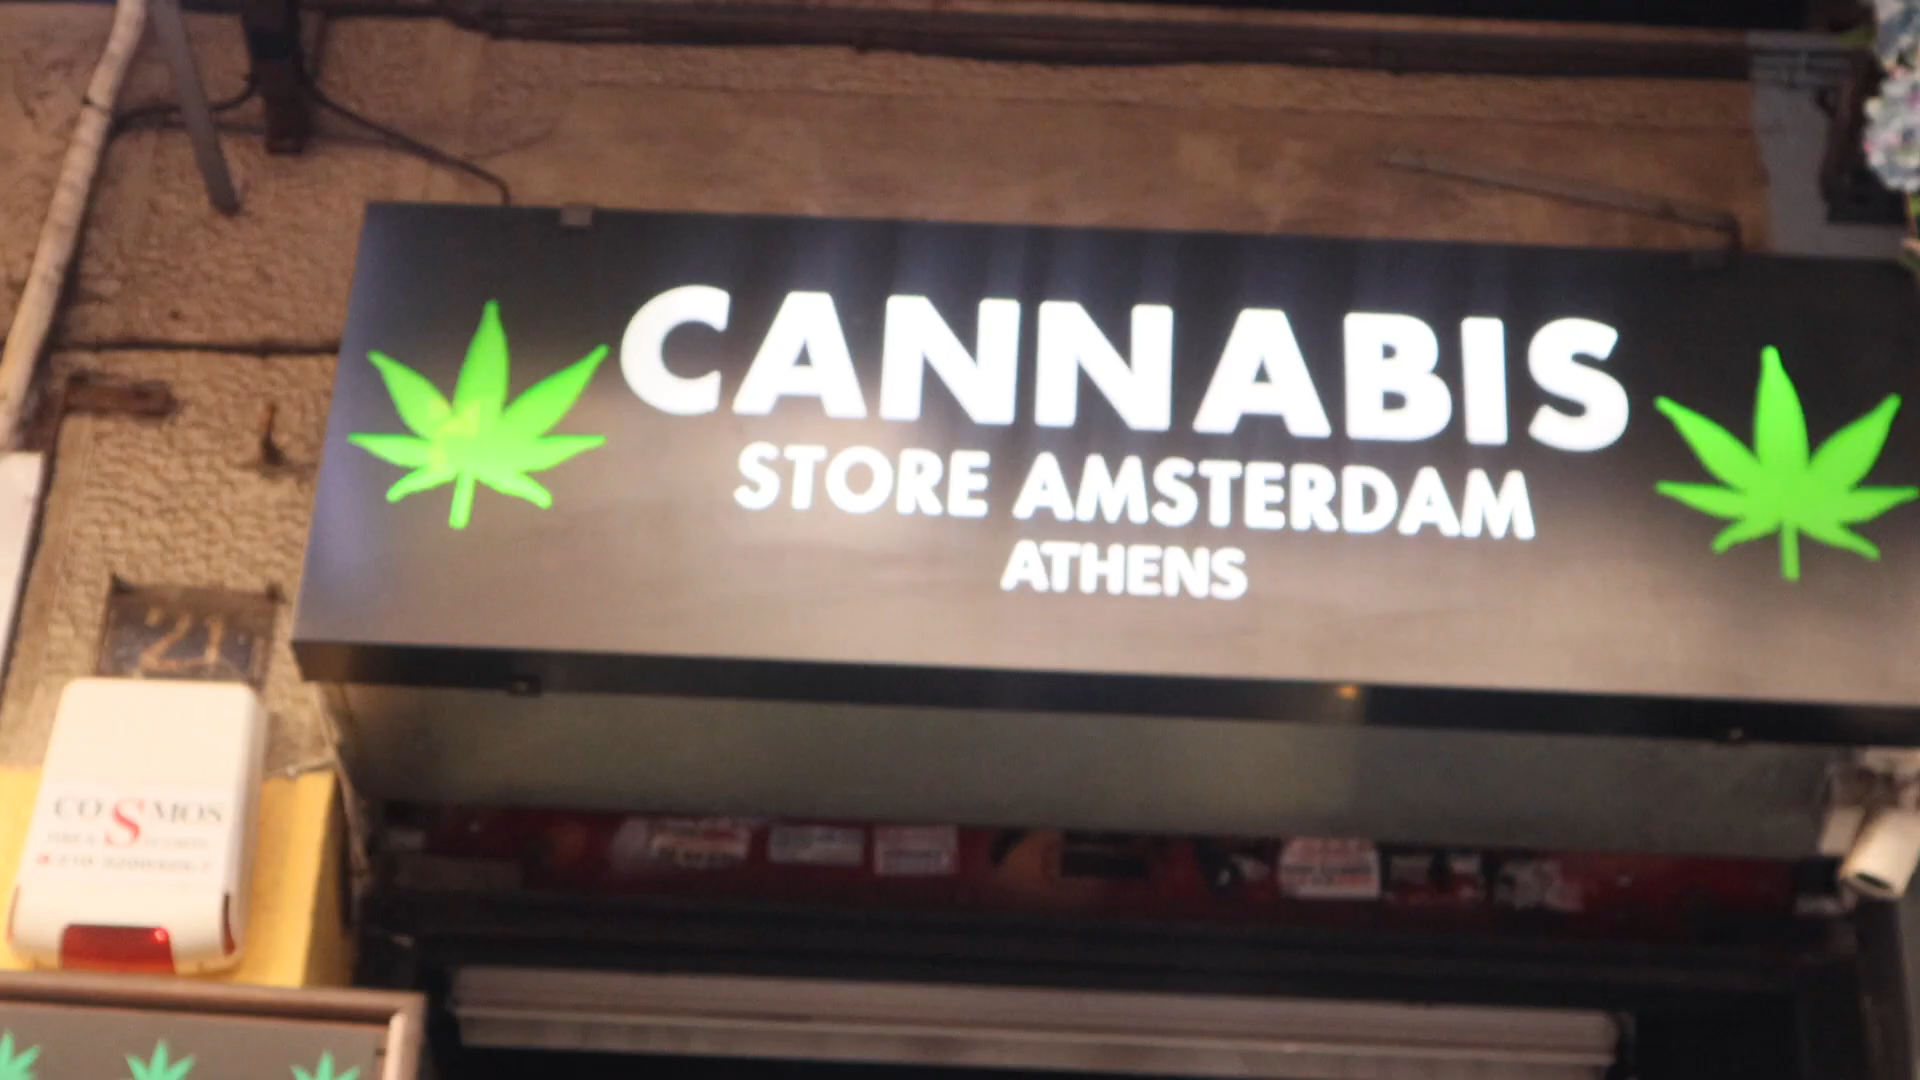 CANNABIS
STORE AMSTERDAM
ATHENS
21
COSMOS